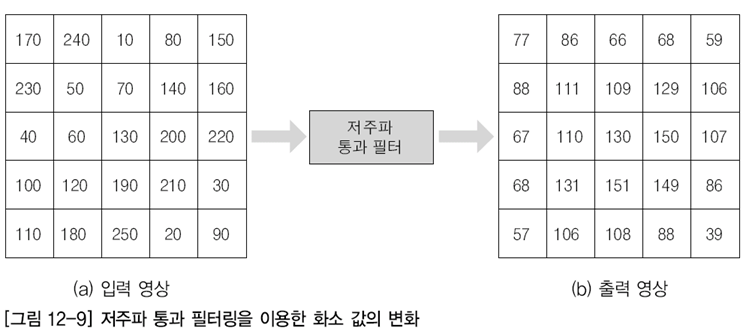 170 240 10 80 150
230 50 70 140 160
40 60 130 200 220
100 120 190 210 30
110 180 250 20 90
저주파
통과 필터
77 86 66 68 59
88 111 109 129 106
67 110 130 150 107
68 131 151 149 86
57 106 108 88 39
(a) 입력 영상
(b) 출력 영상
[그림 12-9] 저주파 통과 필터링을 이용한 화소 값의 변화